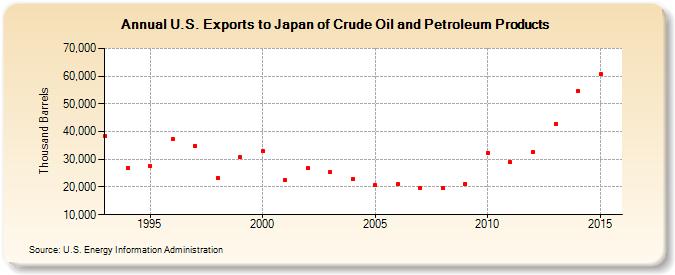 Annual U.S. Exports to Japan of Crude Oil and Petroleum Products
Thousand Barrels
70,000
60,000
50,000
40,000
30,000
20,000
10,000
1995 2000 2005 2010 2015
Source: U.S. Energy Information Administration